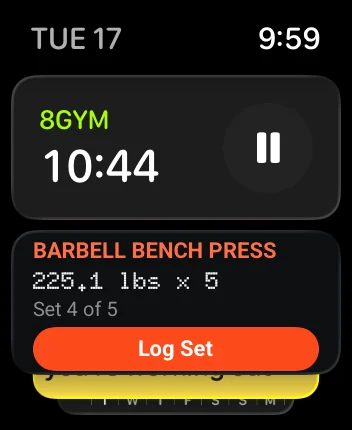 TUE 17 9:59
8GYM
10:44
BARBELL BENCH PRESS
225.1 lbs x 5
Set 4 of 5
Log Set
T W T F S S M